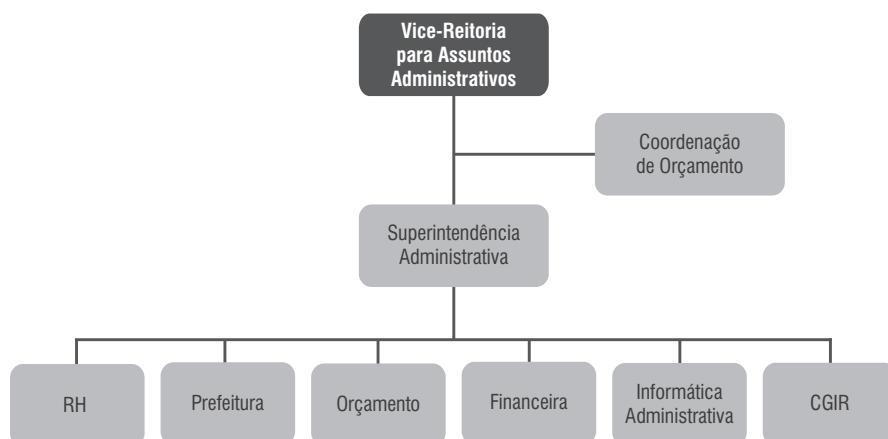 Vice-Reitoria
para Assuntos
Administrativos
Coordenação
de Orçamento
Superintendência
Administrativa
RH
Prefeitura
Orçamento
Financeira
Informática
Administrativa
CGIR